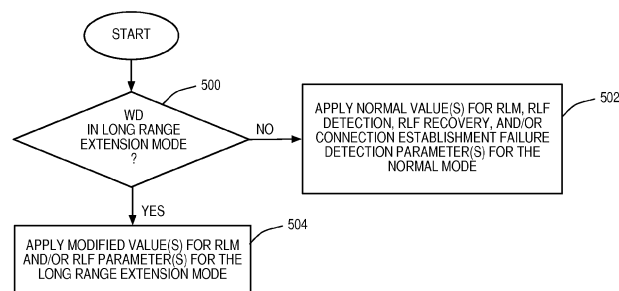 START
500
WD
IN LONG RANGE
EXTENSION MODE
?
NO
502
APPLY NORMAL VALUE(S) FOR RLM, RLF
DETECTION, RLF RECOVERY, AND/OR
CONNECTION ESTABLISHMENT FAILURE
DETECTION PARAMETER(S) FOR THE
NORMAL MODE
YES
504
APPLY MODIFIED VALUE(S) FOR RLM
AND/OR RLF PARAMETER(S) FOR THE
LONG RANGE EXTENSION MODE